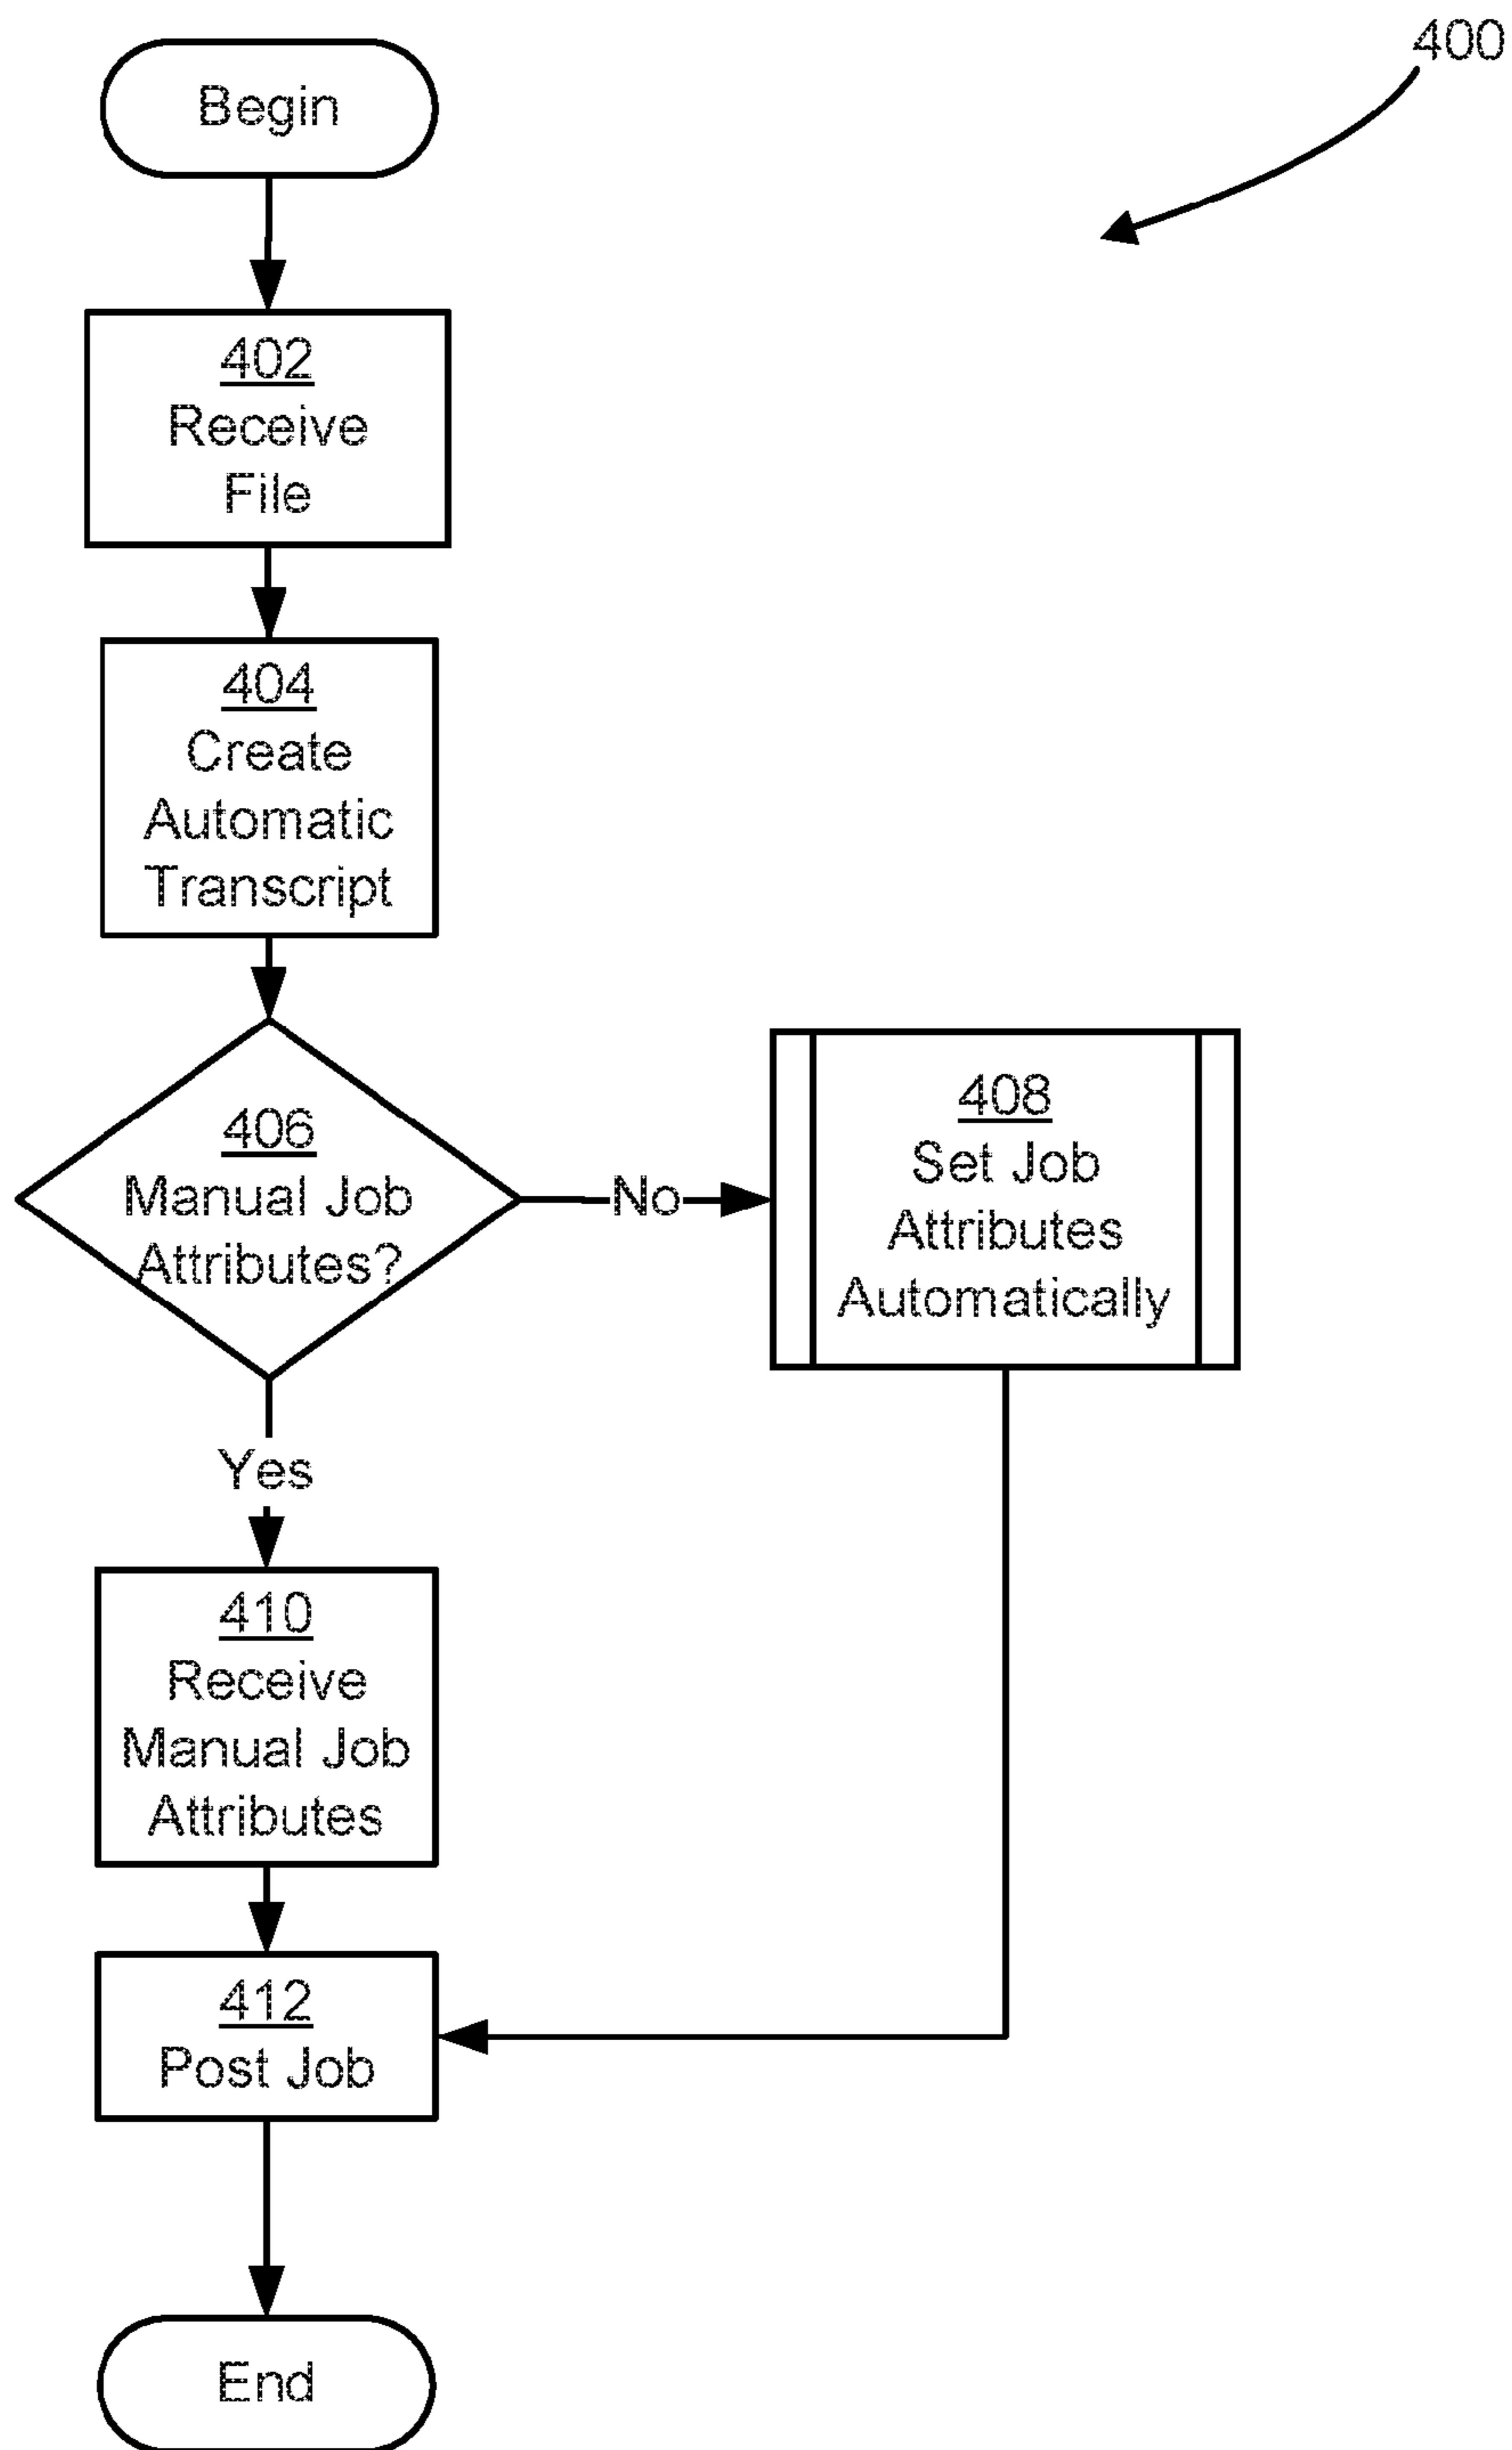 400
Begin
402
Receive
File
404
Create
Automatic
Transcript
406
Manual Job
Attributes?
No
408
Set Job
Attributes
Automatically
Yes
410
Receive
Manual Job
Attributes
412
Post Job
End